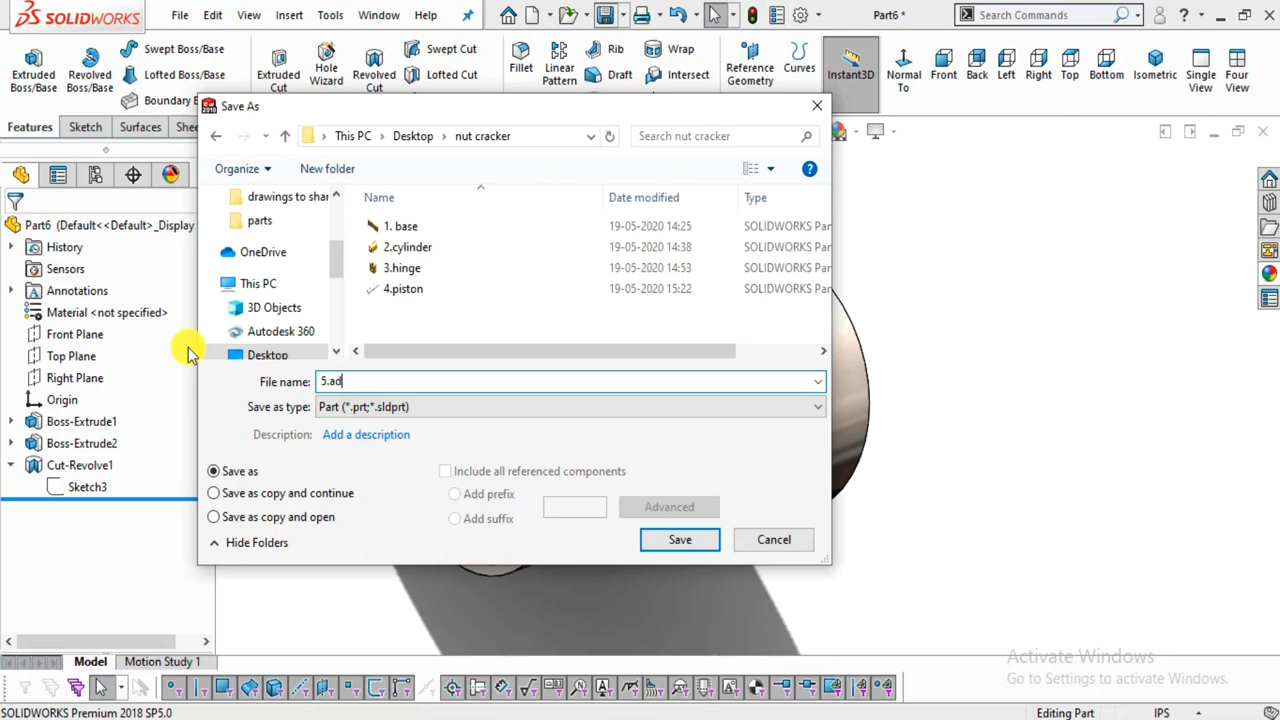 SOLIDWORKS
File Edit View Insert Tools Window Help
Part6 *
Search Commands
Extruded Boss/Base
Revolved Boss/Base
Swept Boss/Base
Lofted Boss/Base
Boundary
Extruded Cut
Hole Wizard
Revolved Cut
Swept Cut
Lofted Cut
Fillet
Linear Pattern
Rib
Draft
Wrap
Intersect
Reference Geometry
Curves
Instant3D
Normal To
Front
Back
Left
Right
Top
Bottom
Isometric
Single View
Four View
Features
Sketch
Surfaces
Save As
This PC > Desktop > nut cracker
Search nut cracker
Organize
New folder
drawings to shar
parts
OneDrive
This PC
3D Objects
Autodesk 360
Desktop
Name Date modified Type
1. base 19-05-2020 14:25 SOLIDWORKS Par
2.cylinder 19-05-2020 14:38 SOLIDWORKS Par
3.hinge 19-05-2020 14:53 SOLIDWORKS Par
4.piston 19-05-2020 15:22 SOLIDWORKS Par
File name: 5.ad
Save as type: Part (*.prt;*.sldprt)
Description: Add a description
Save as
Save as copy and continue
Save as copy and open
Include all referenced components
Add prefix
Add suffix
Advanced
Hide Folders
Save
Cancel
Part6 (Default<<Default>_Display
History
Sensors
Annotations
Material <not specified>
Front Plane
Top Plane
Right Plane
Origin
Boss-Extrude1
Boss-Extrude2
Cut-Revolve1
Sketch3
Model
Motion Study 1
Activate Windows
Go to Settings to activate Windows.
SOLIDWORKS Premium 2018 SP5.0
Editing Part
IPS